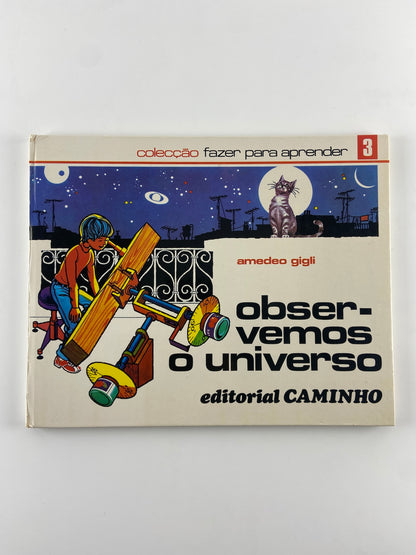 colecção fazer para aprender 3
amedeo gigli
obser-
vemos
o universo
editorial CAMINHO